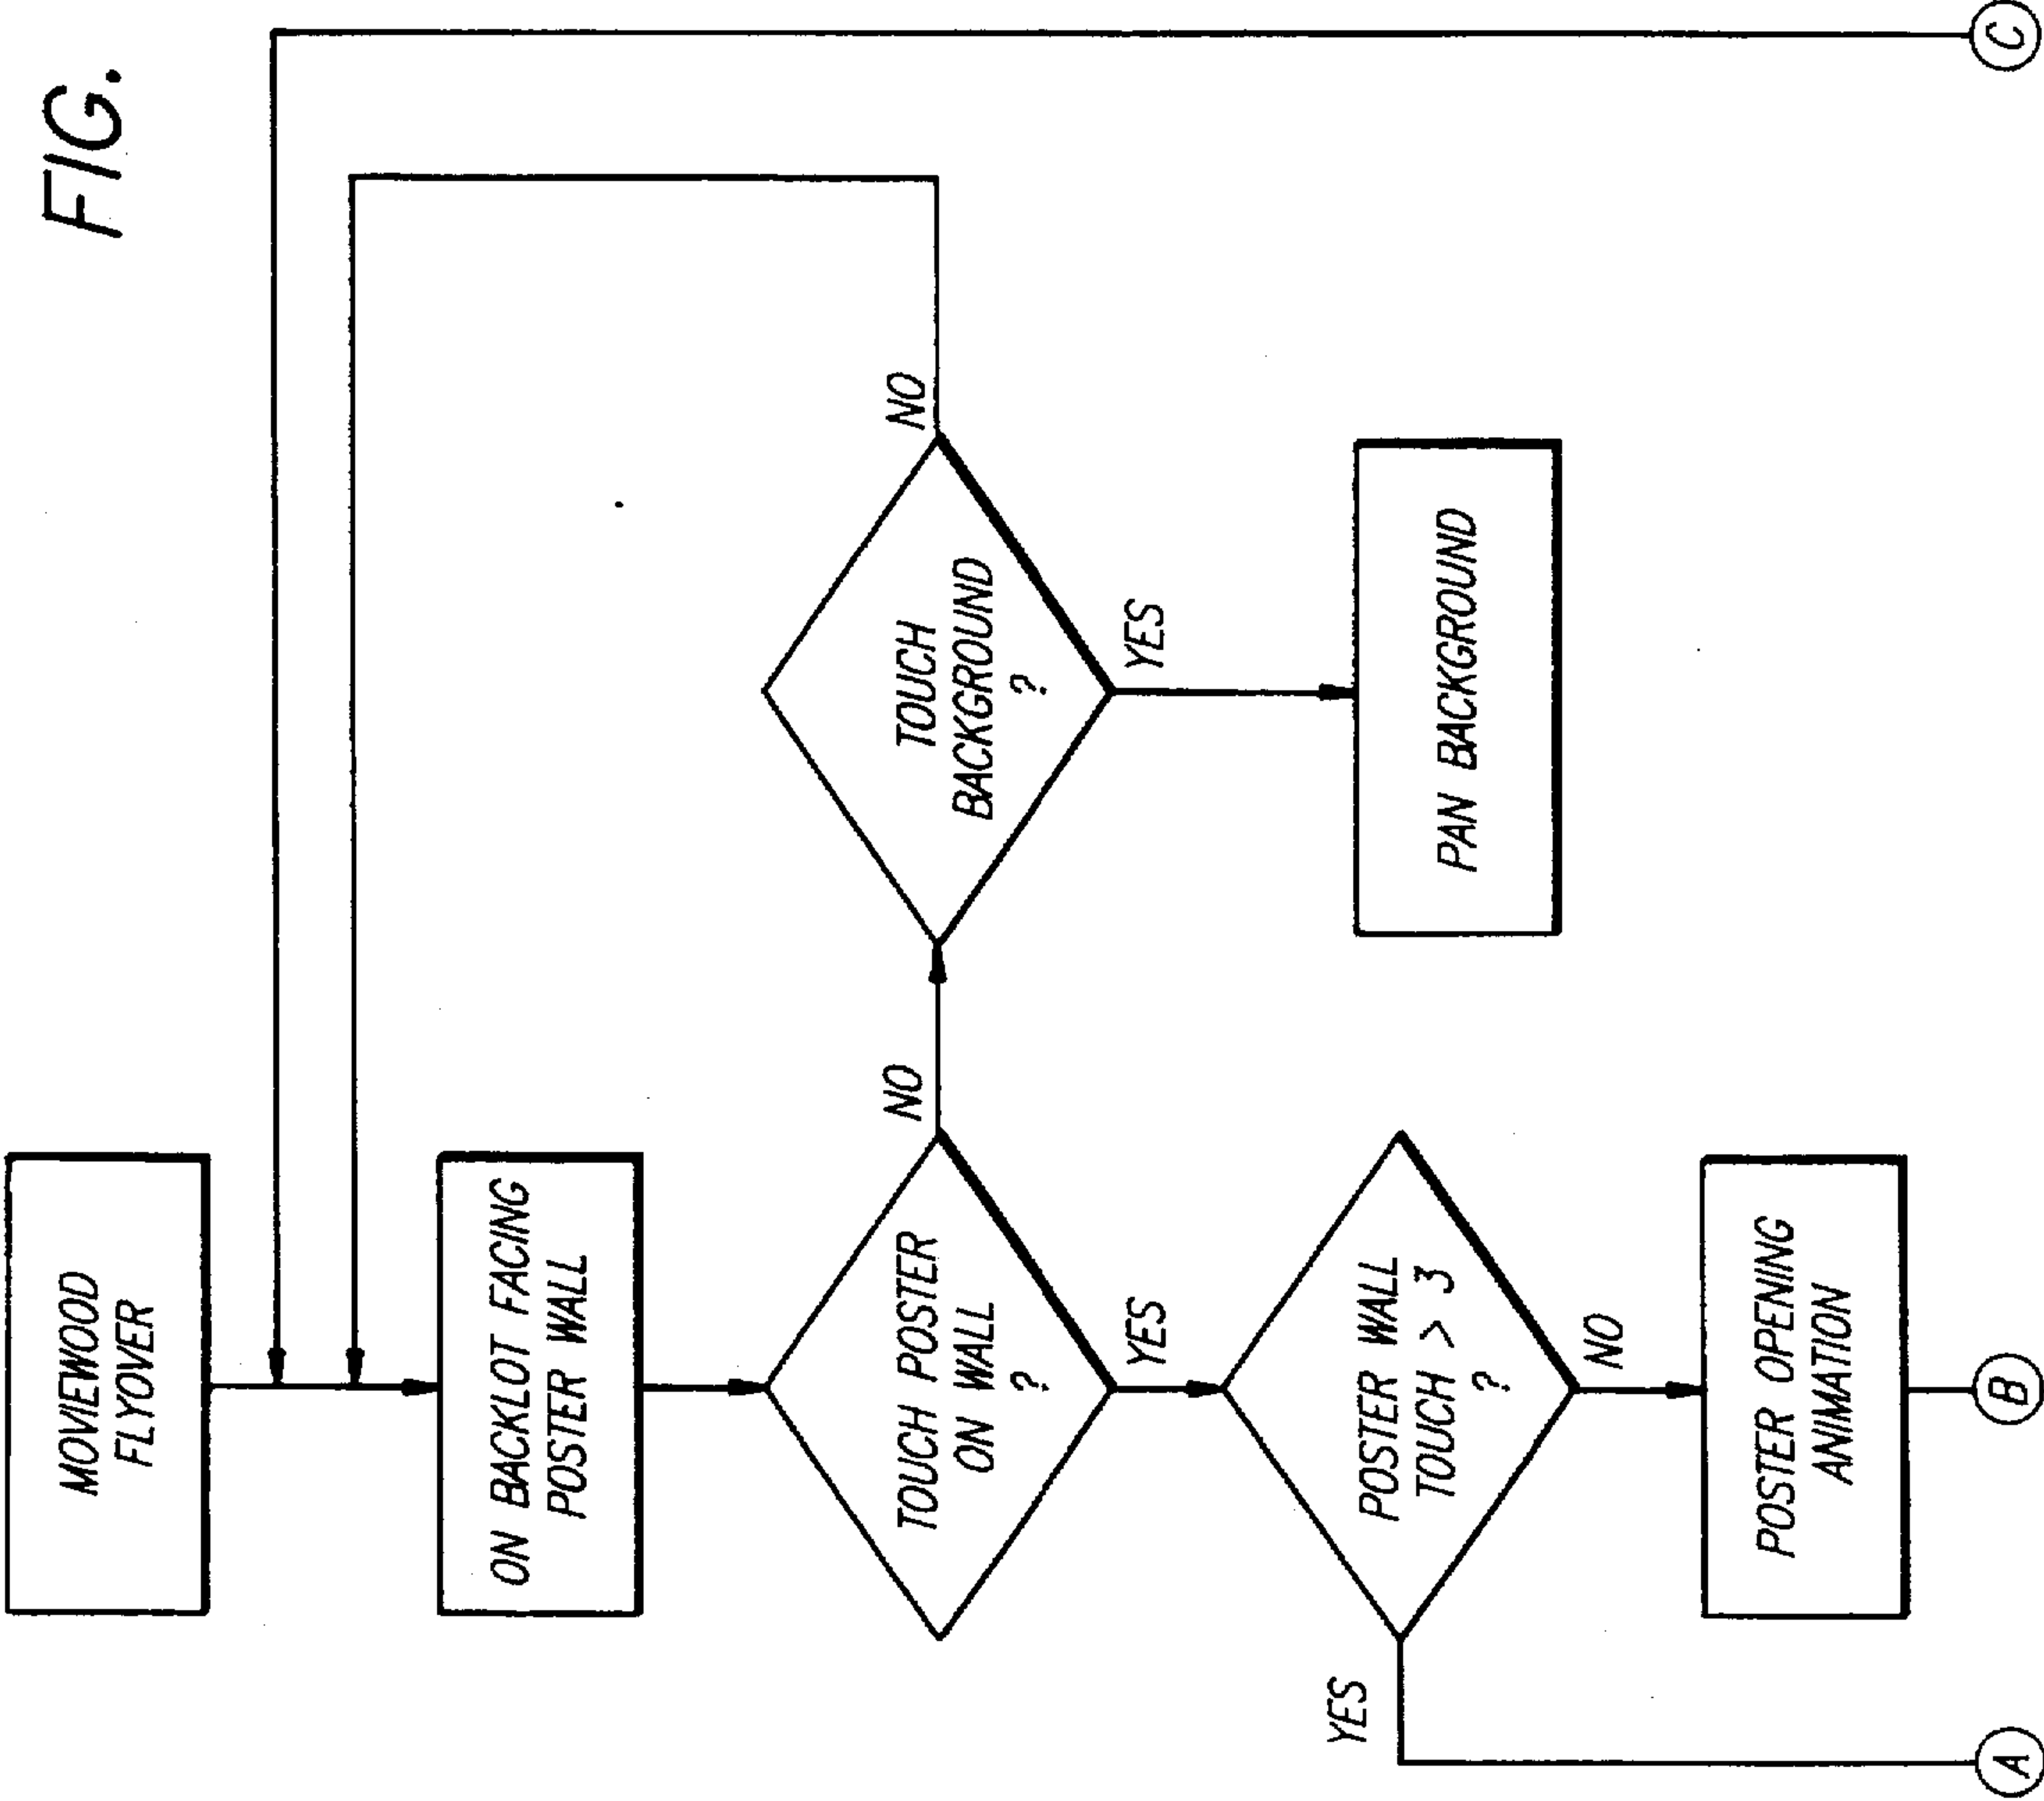 FIG.
MOVIEWOOD
FLYOVER
ON BACKLOT FACING
POSTER WALL
TOUCH POSTER
ON WALL
?
NO
YES
TOUCH
BACKGROUND
?
NO
YES
PAN BACKGROUND
POSTER WALL
TOUCH > 3
?
YES
NO
POSTER OPENING
ANIMATION
A
B
C